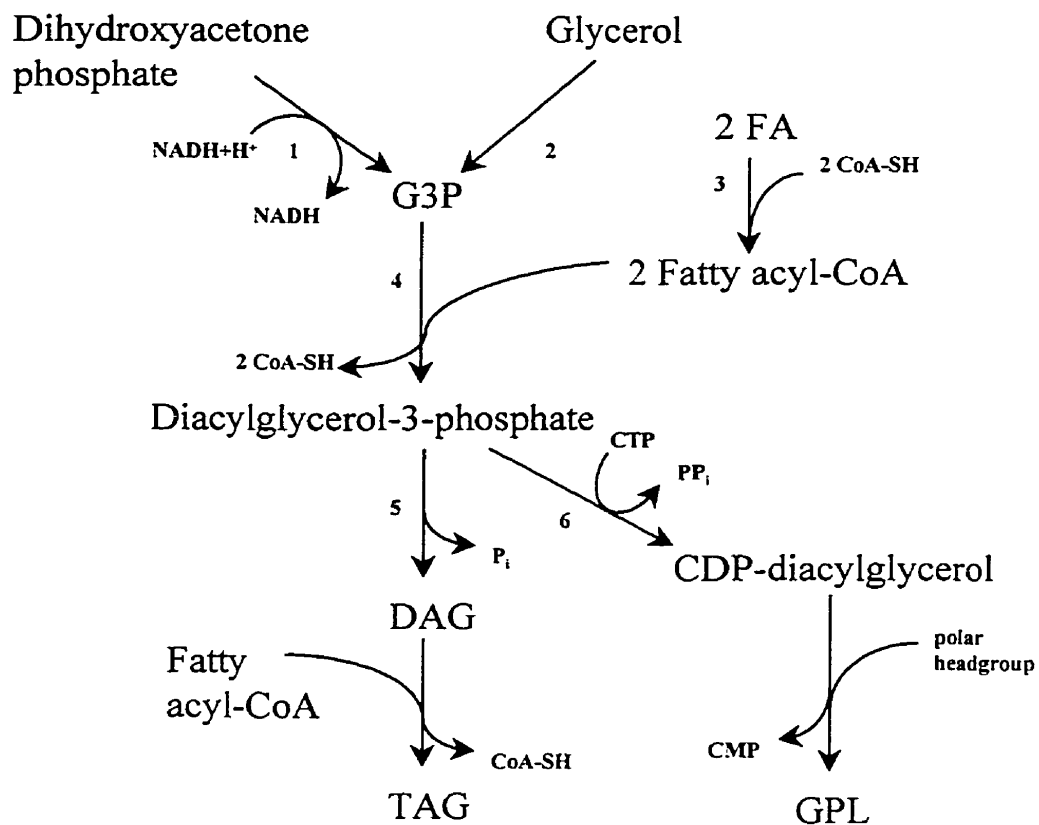 Dihydroxyacetone
phosphate
Glycerol
2 FA
NADH+H+
1
2
3
2 CoA-SH
NADH
G3P
4
2 Fatty acyl-CoA
2 CoA-SH
Diacylglycerol-3-phosphate
CTP
PPi
5
6
Pi
CDP-diacylglycerol
DAG
Fatty
acyl-CoA
polar
headgroup
CoA-SH
CMP
TAG
GPL